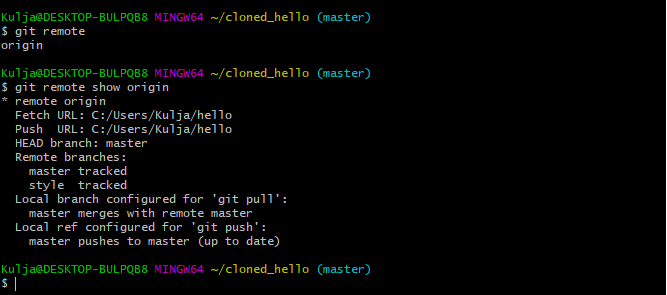 Kulja@DESKTOP-BULPQB8 MINGW64 ~/cloned_hello (master)
$ git remote
origin
Kulja@DESKTOP-BULPQB8 MINGW64 ~/cloned_hello (master)
$ git remote show origin
* remote origin
  Fetch URL: C:/Users/Kulja/hello
  Push  URL: C:/Users/Kulja/hello
  HEAD branch: master
  Remote branches:
    master tracked
    style  tracked
  Local branch configured for 'git pull':
    master merges with remote master
  Local ref configured for 'git push':
    master pushes to master (up to date)
Kulja@DESKTOP-BULPQB8 MINGW64 ~/cloned_hello (master)
$